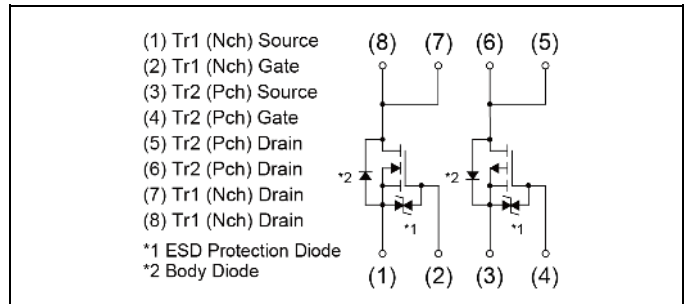 (1) Tr1 (Nch) Source
(2) Tr1 (Nch) Gate
(3) Tr2 (Pch) Source
(4) Tr2 (Pch) Gate
(5) Tr2 (Pch) Drain
(6) Tr2 (Pch) Drain
(7) Tr1 (Nch) Drain
(8) Tr1 (Nch) Drain
*1 ESD Protection Diode
*2 Body Diode
(8) (7) (6) (5)
*2 *2
*1 *1
(1) (2) (3) (4)